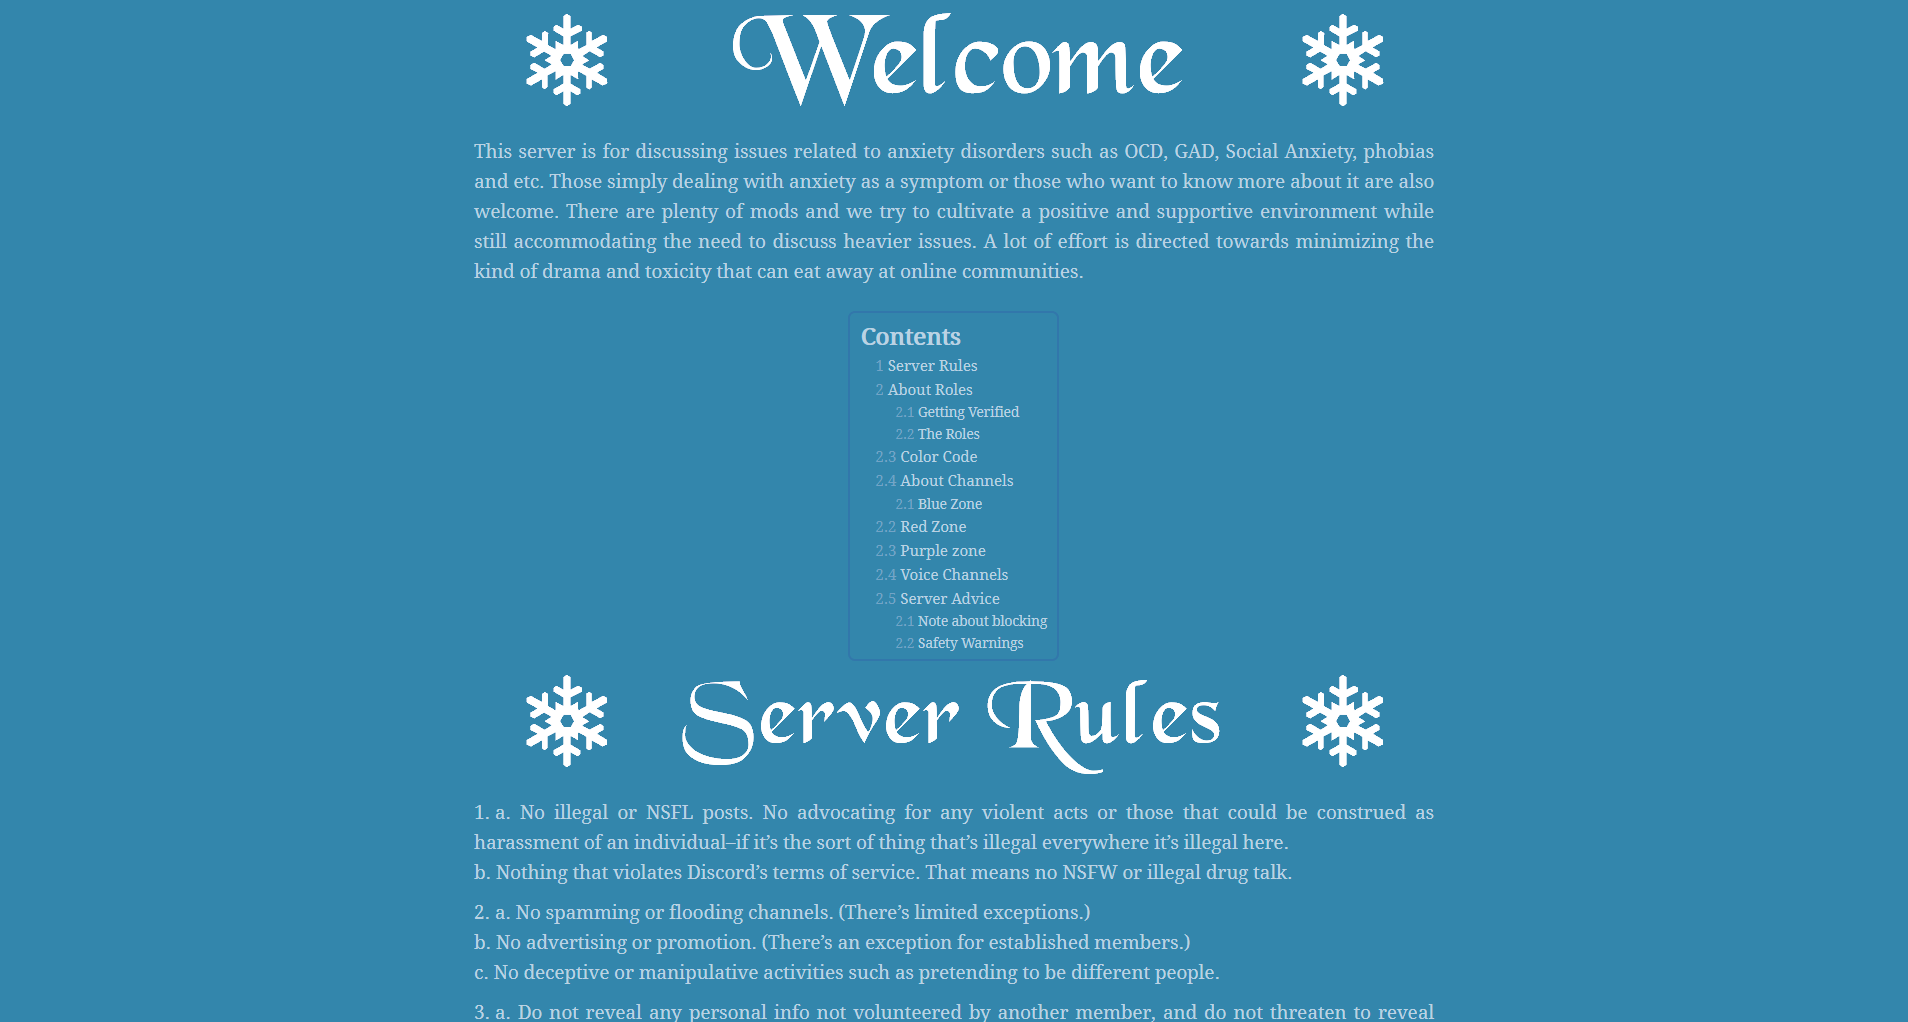 Welcome
This server is for discussing issues related to anxiety disorders such as OCD, GAD, Social Anxiety, phobias
and etc. Those simply dealing with anxiety as a symptom or those who want to know more about it are also
welcome. There are plenty of mods and we try to cultivate a positive and supportive environment while
still accommodating the need to discuss heavier issues. A lot of effort is directed towards minimizing the
kind of drama and toxicity that can eat away at online communities.
Contents
1 Server Rules
2 About Roles
2.1 Getting Verified
2.2 The Roles
2.3 Color Code
2.4 About Channels
2.1 Blue Zone
2.2 Red Zone
2.3 Purple zone
2.4 Voice Channels
2.5 Server Advice
2.1 Note about blocking
2.2 Safety Warnings
Server Rules
1. a. No illegal or NSFL posts. No advocating for any violent acts or those that could be construed as
harassment of an individual–if it’s the sort of thing that’s illegal everywhere it’s illegal here.
b. Nothing that violates Discord’s terms of service. That means no NSFW or illegal drug talk.
2. a. No spamming or flooding channels. (There’s limited exceptions.)
b. No advertising or promotion. (There’s an exception for established members.)
c. No deceptive or manipulative activities such as pretending to be different people.
3. a. Do not reveal any personal info not volunteered by another member, and do not threaten to reveal